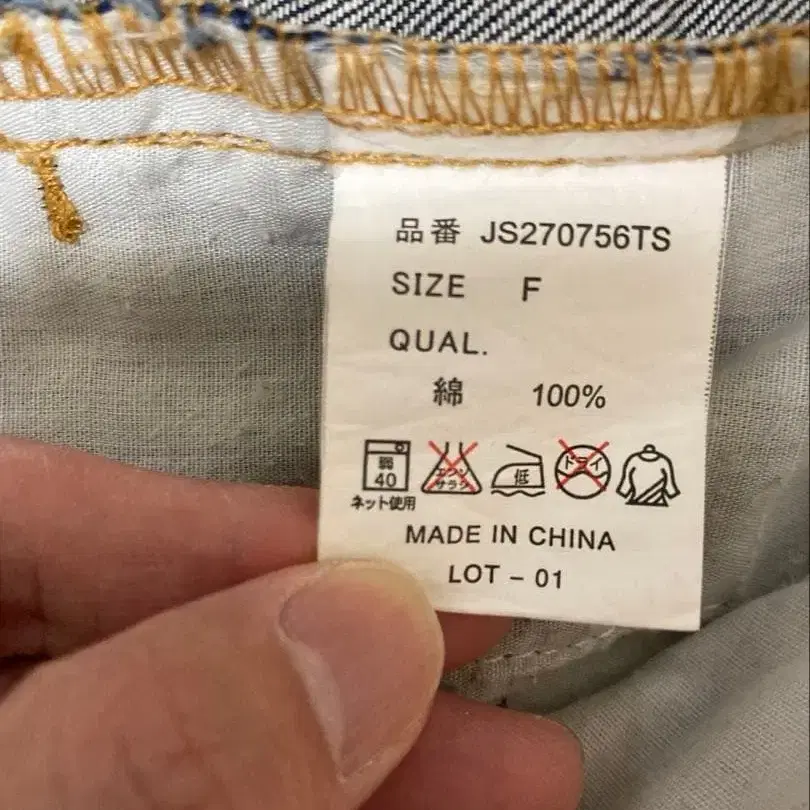 品番 JS270756TS
SIZE F
QUAL.
綿 100%
弱
40
エンソ
サラシ
低
ドライ
ネット使用
MADE IN CHINA
LOT - 01